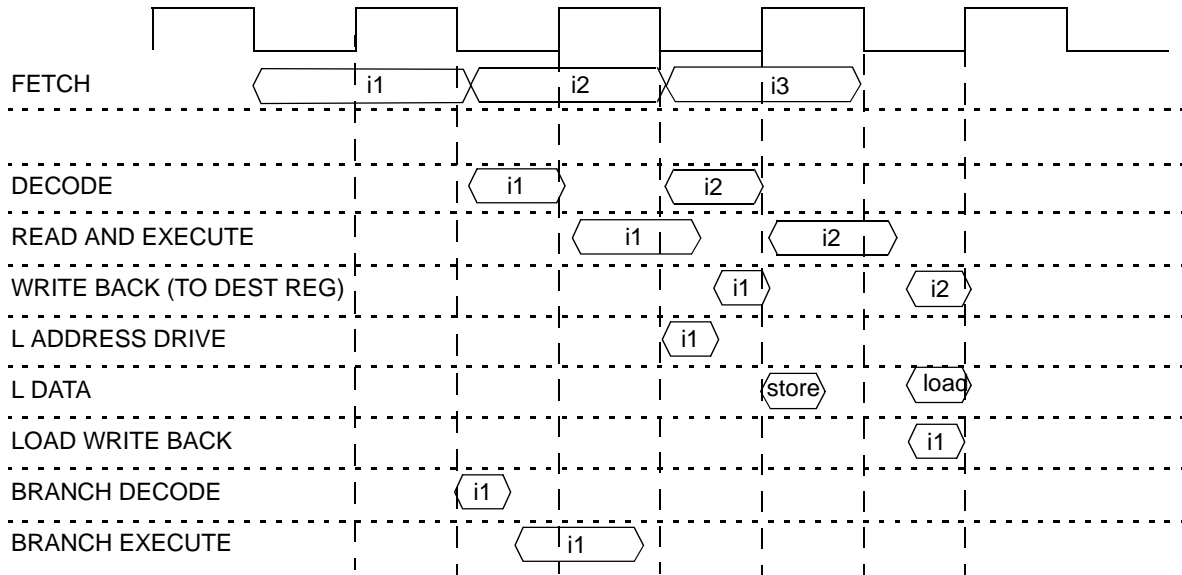 FETCH i1 i2 i3
DECODE i1 i2
READ AND EXECUTE i1 i2
WRITE BACK (TO DEST REG) i1 i2
L ADDRESS DRIVE i1
L DATA store load
LOAD WRITE BACK i1
BRANCH DECODE i1
BRANCH EXECUTE i1